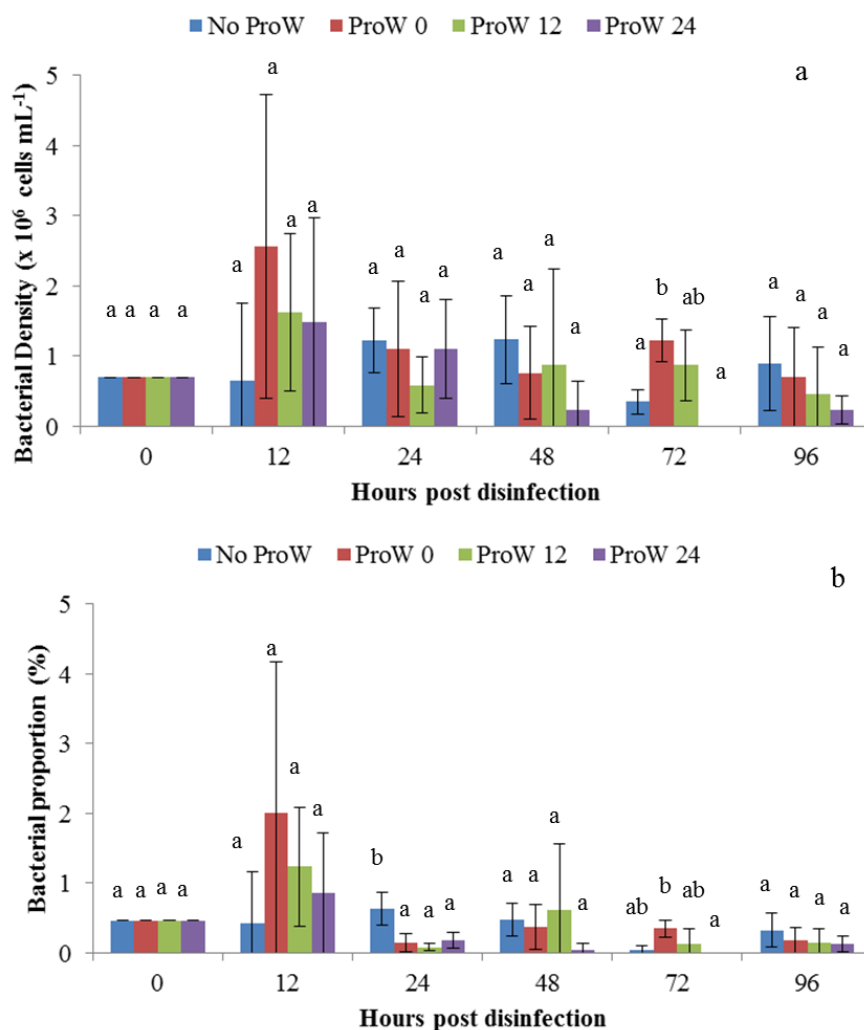 No ProW ProW 0 ProW 12 ProW 24
a
Bacterial Density (x 10⁶ cells mL⁻¹)
5
4
3
2
1
0
a a a a
a a a a
a a a a
a a a a
a b ab a
a a a a
0 12 24 48 72 96
Hours post disinfection
No ProW ProW 0 ProW 12 ProW 24
b
Bacterial proportion (%)
5
4
3
2
1
0
a a a a
a a a a
b a a a
a a a a
ab b ab a
a a a a
0 12 24 48 72 96
Hours post disinfection